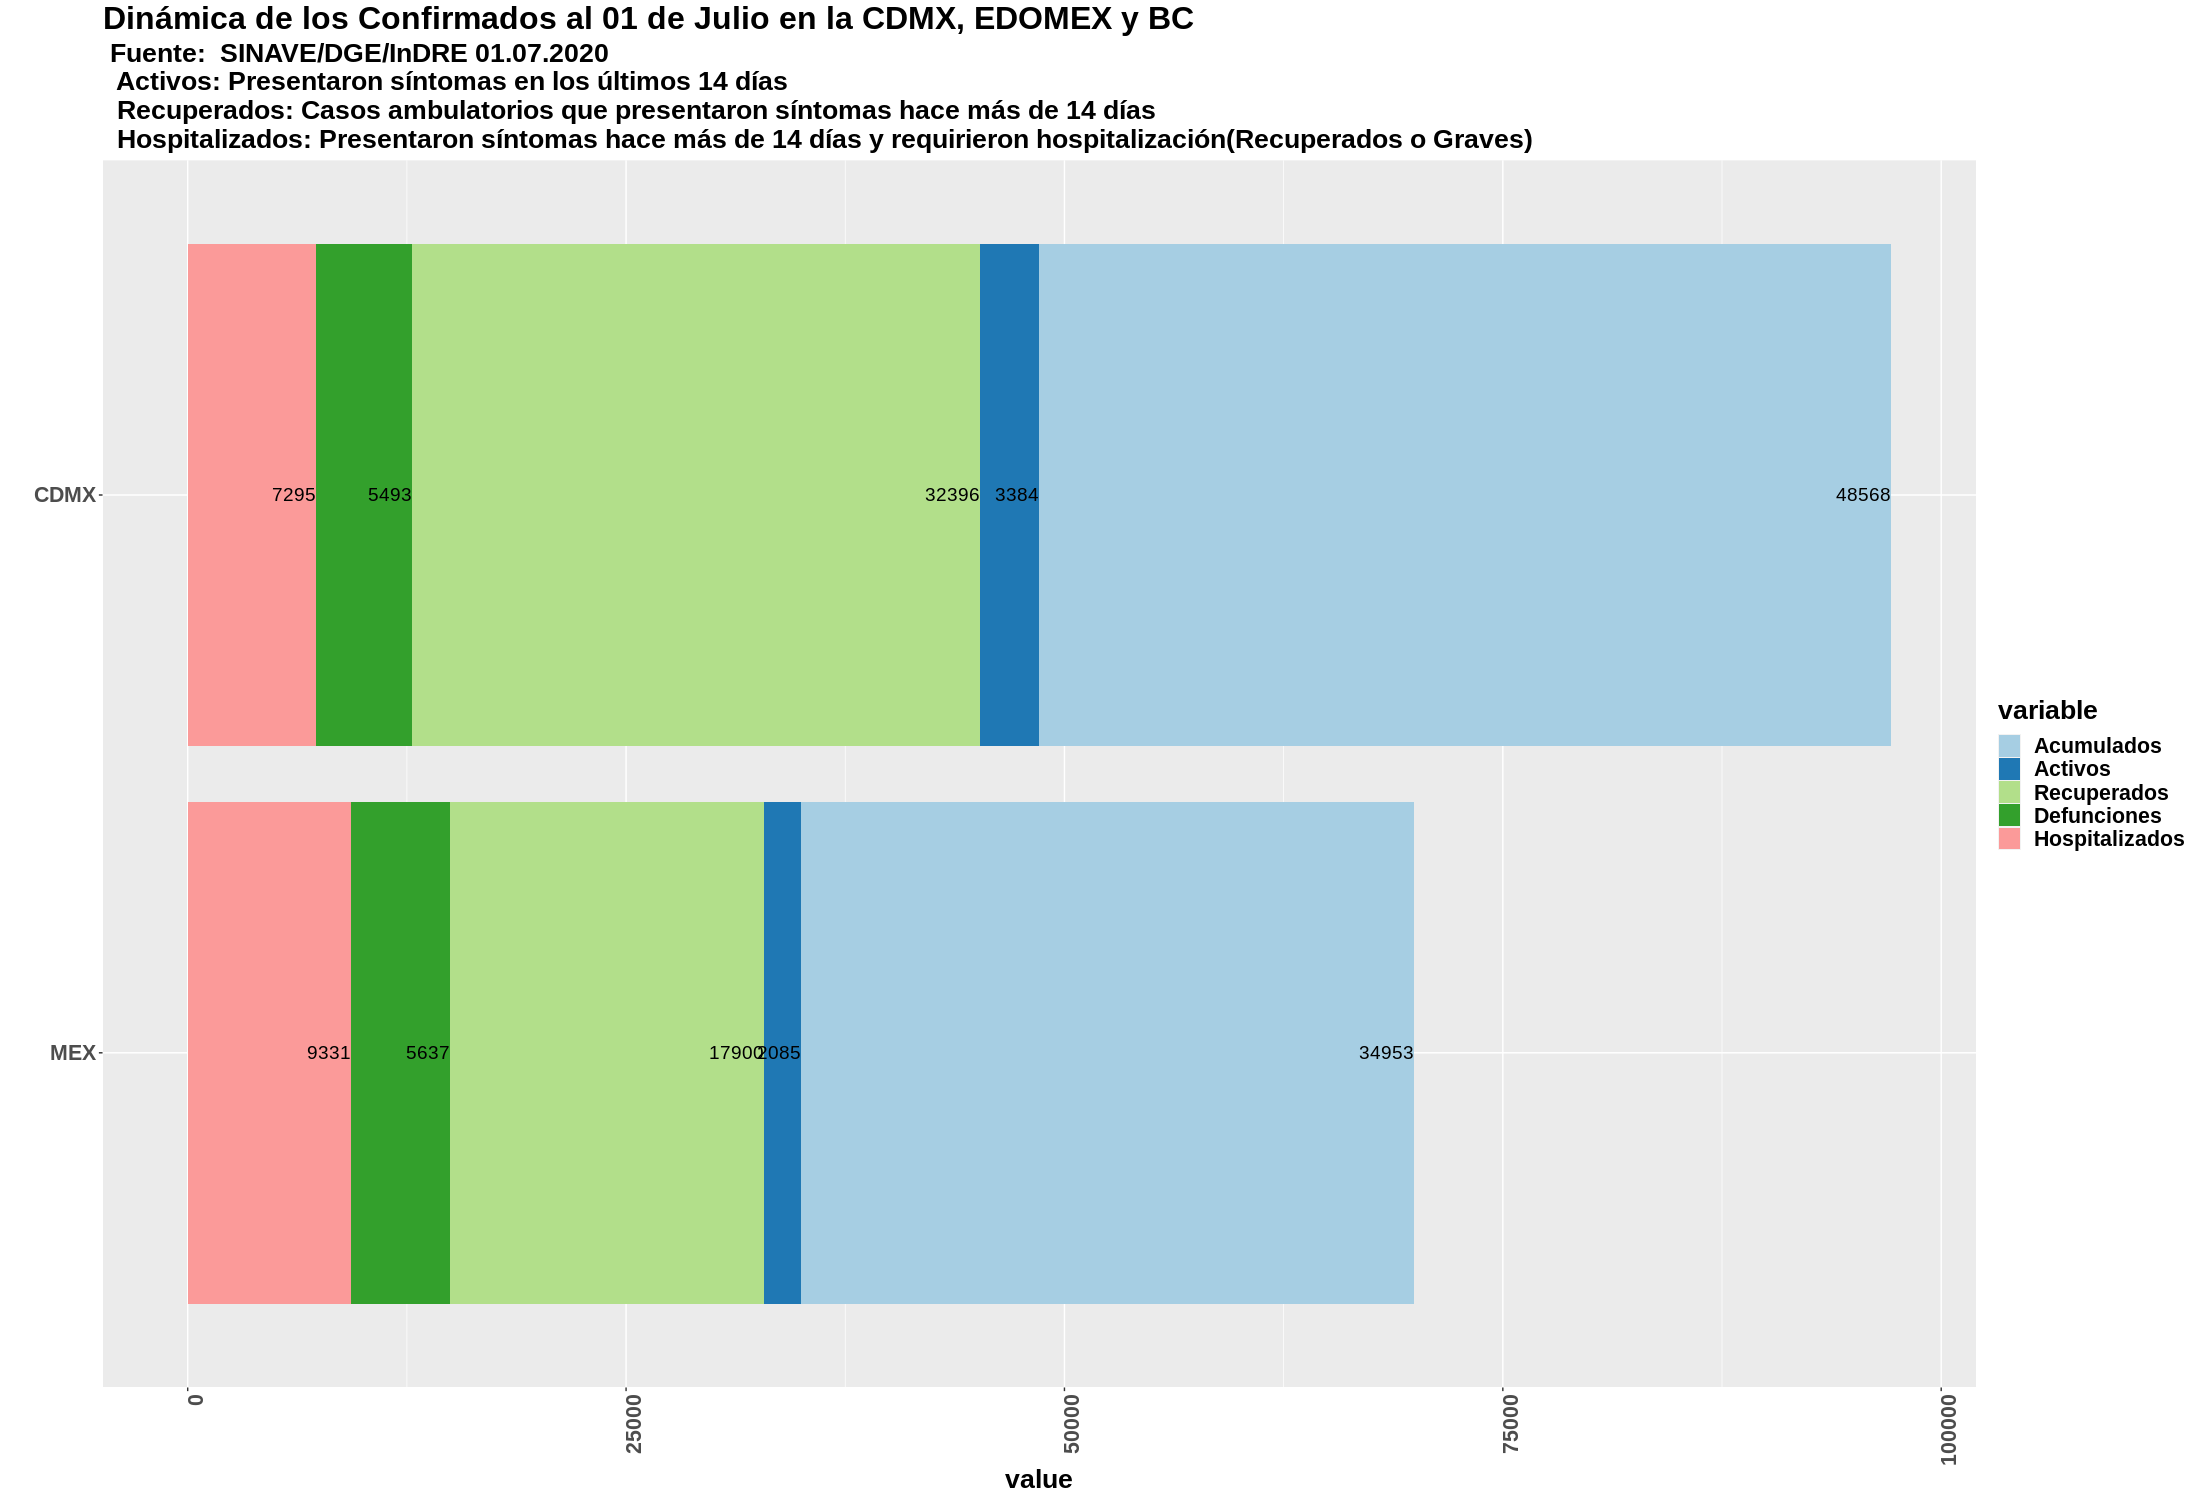 Dinámica de los Confirmados al 01 de Julio en la CDMX, EDOMEX y BC
Fuente:  SINAVE/DGE/InDRE 01.07.2020
Activos: Presentaron síntomas en los últimos 14 días
Recuperados: Casos ambulatorios que presentaron síntomas hace más de 14 días
Hospitalizados: Presentaron síntomas hace más de 14 días y requirieron hospitalización(Recuperados o Graves)
CDMX 7295 5493 32396 3384 48568
variable
Acumulados
Activos
Recuperados
Defunciones
Hospitalizados
MEX 9331 5637 17900 2085 34953
0 25000 50000 75000 100000
value